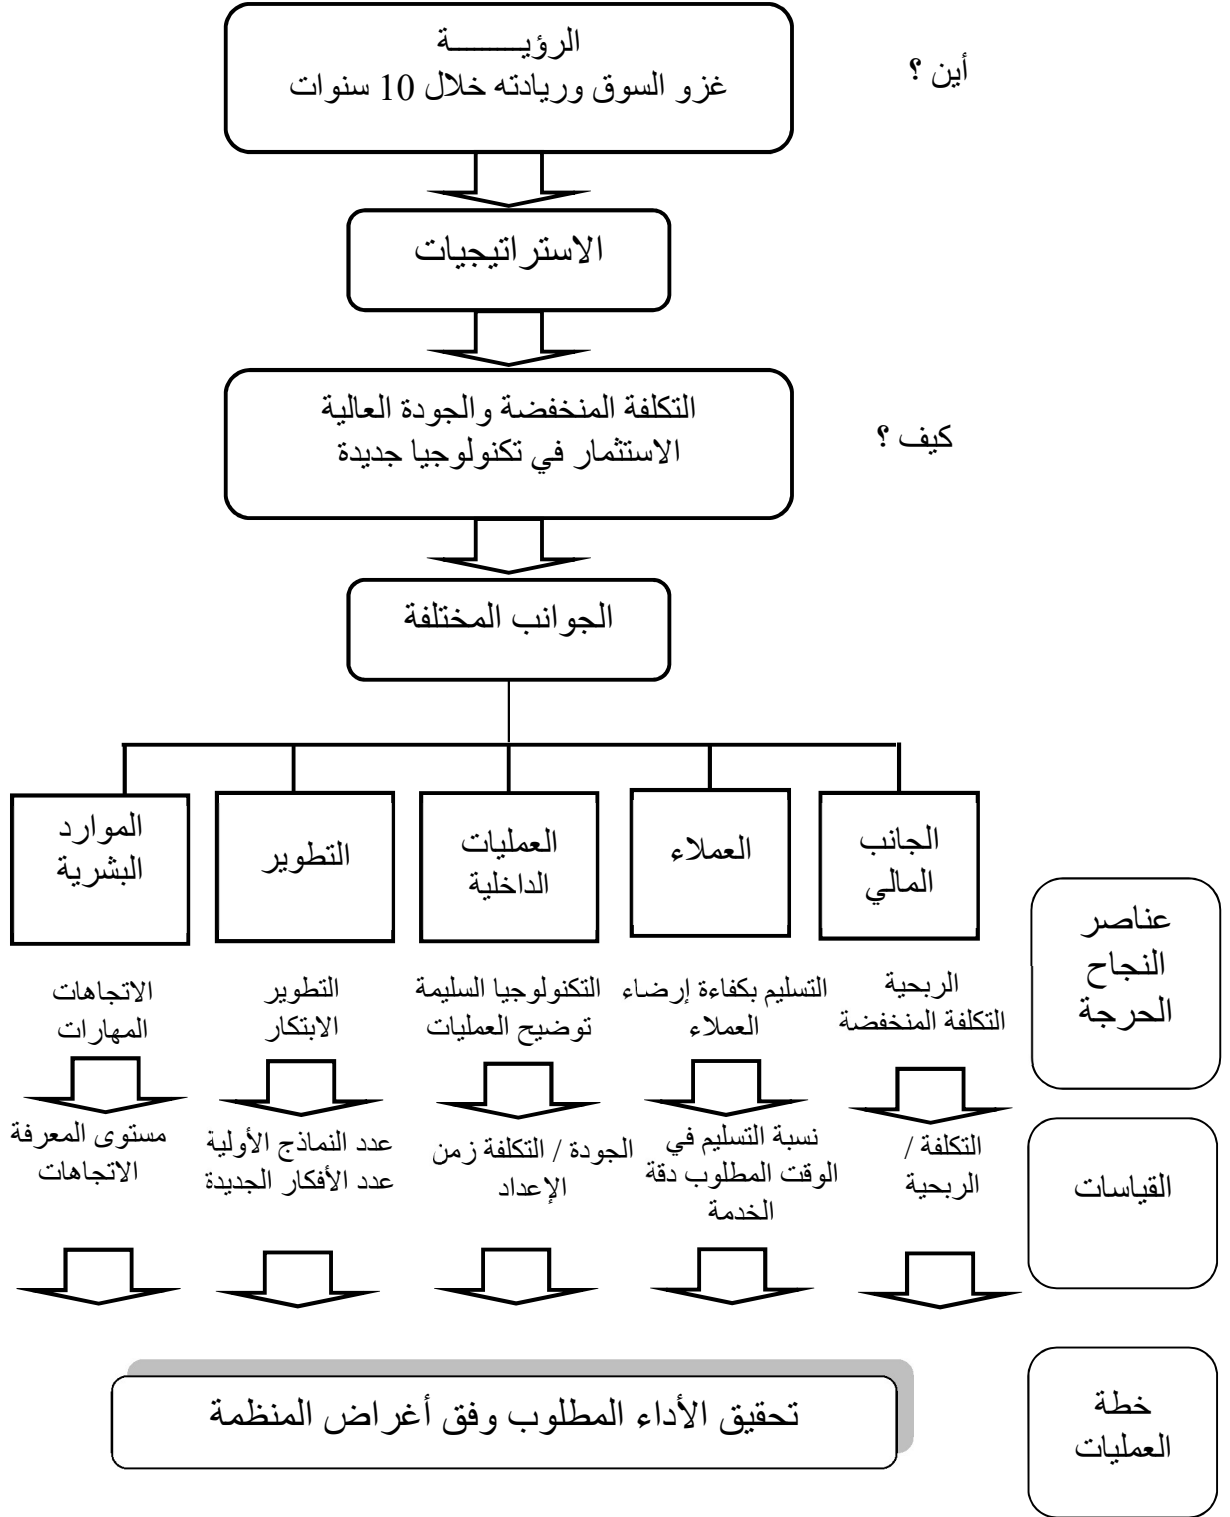 الرؤيـــــــة
غزو السوق وريادته خلال 10 سنوات
أين ؟
الاستراتيجيات
التكلفة المنخفضة والجودة العالية
الاستثمار في تكنولوجيا جديدة
كيف ؟
الجوانب المختلفة
الجانب
المالي
العملاء
العمليات
الداخلية
التطوير
الموارد
البشرية
عناصر
النجاح
الحرجة
الربحية
التكلفة المنخفضة
التسليم بكفاءة إرضاء
العملاء
التكنولوجيا السليمة
توضيح العمليات
التطوير
الابتكار
الاتجاهات
المهارات
القياسات
التكلفة /
الربحية
نسبة التسليم في
الوقت المطلوب دقة
الخدمة
الجودة / التكلفة زمن
الإعداد
عدد النماذج الأولية
عدد الأفكار الجديدة
مستوى المعرفة
الاتجاهات
خطة
العمليات
تحقيق الأداء المطلوب وفق أغراض المنظمة